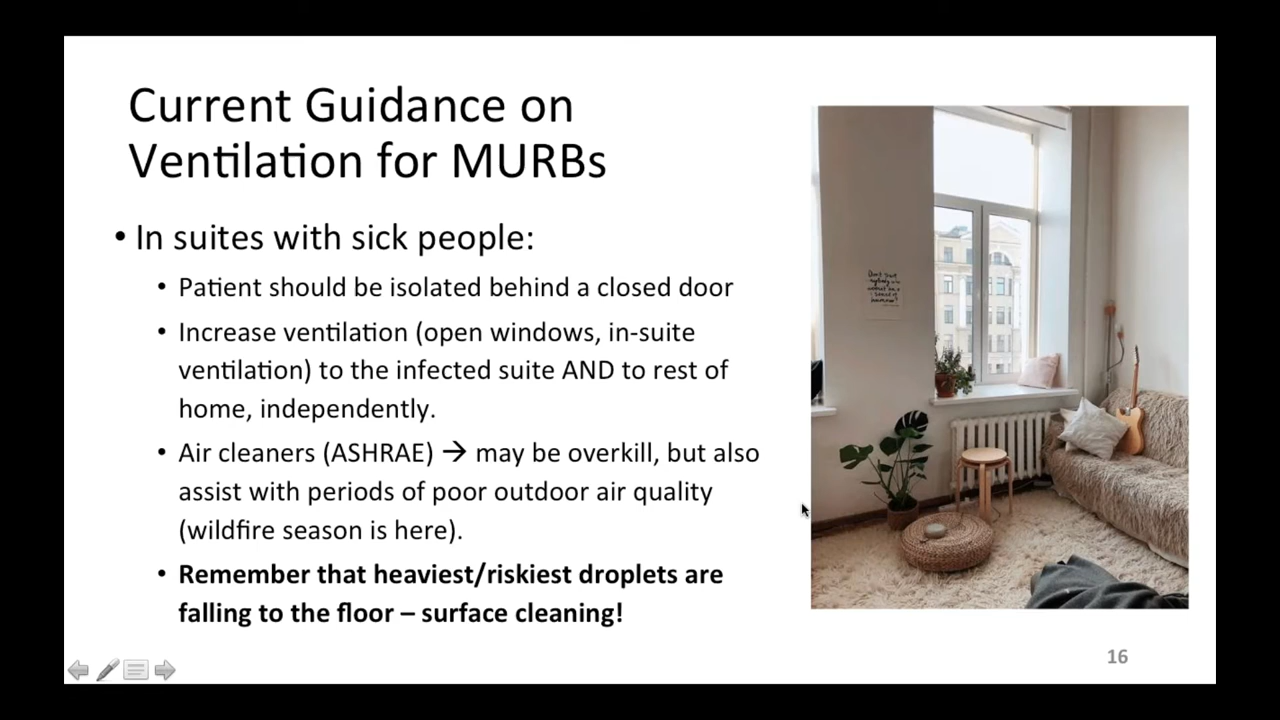 Current Guidance on
Ventilation for MURBs
• In suites with sick people:
• Patient should be isolated behind a closed door
• Increase ventilation (open windows, in-suite
ventilation) to the infected suite AND to rest of
home, independently.
• Air cleaners (ASHRAE) → may be overkill, but also
assist with periods of poor outdoor air quality
(wildfire season is here).
• Remember that heaviest/riskiest droplets are
falling to the floor – surface cleaning!
16